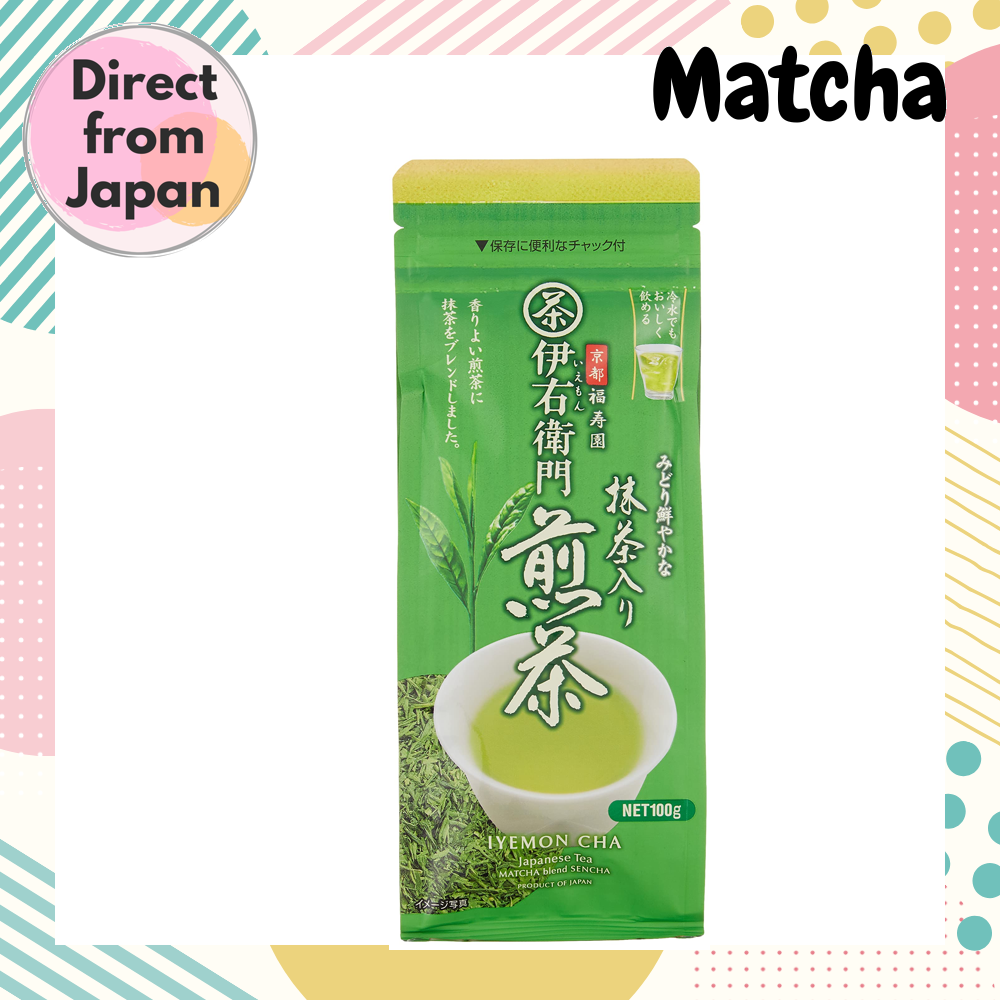 Direct
from
Japan
Matcha
▼保存に便利なチャック付
冷水でも
おいしく
飲める
香りよい煎茶に
抹茶をブレンドしました。
茶
京都
福寿園
伊右衛門
いえもん
みどり鮮やかな
抹茶入り
煎茶
NET100g
IYEMON CHA
Japanese Tea
MATCHA blend SENCHA
PRODUCT OF JAPAN
イメージ写真